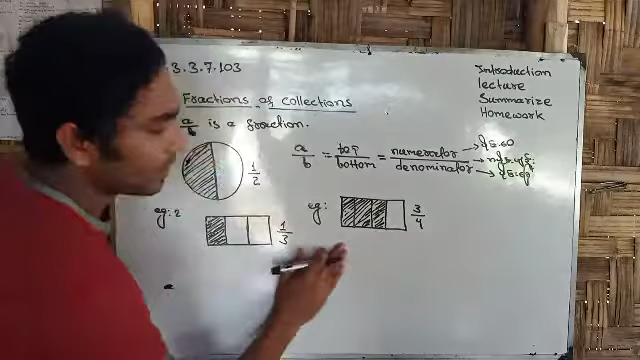 3.3.7.103
Fractions of collections
a/b is a fraction.
a/b = top/bottom = numerator/denominator
1/2
eg: 2
1/3
eg:
3/4
Introduction
lecture
Summarize
Homework